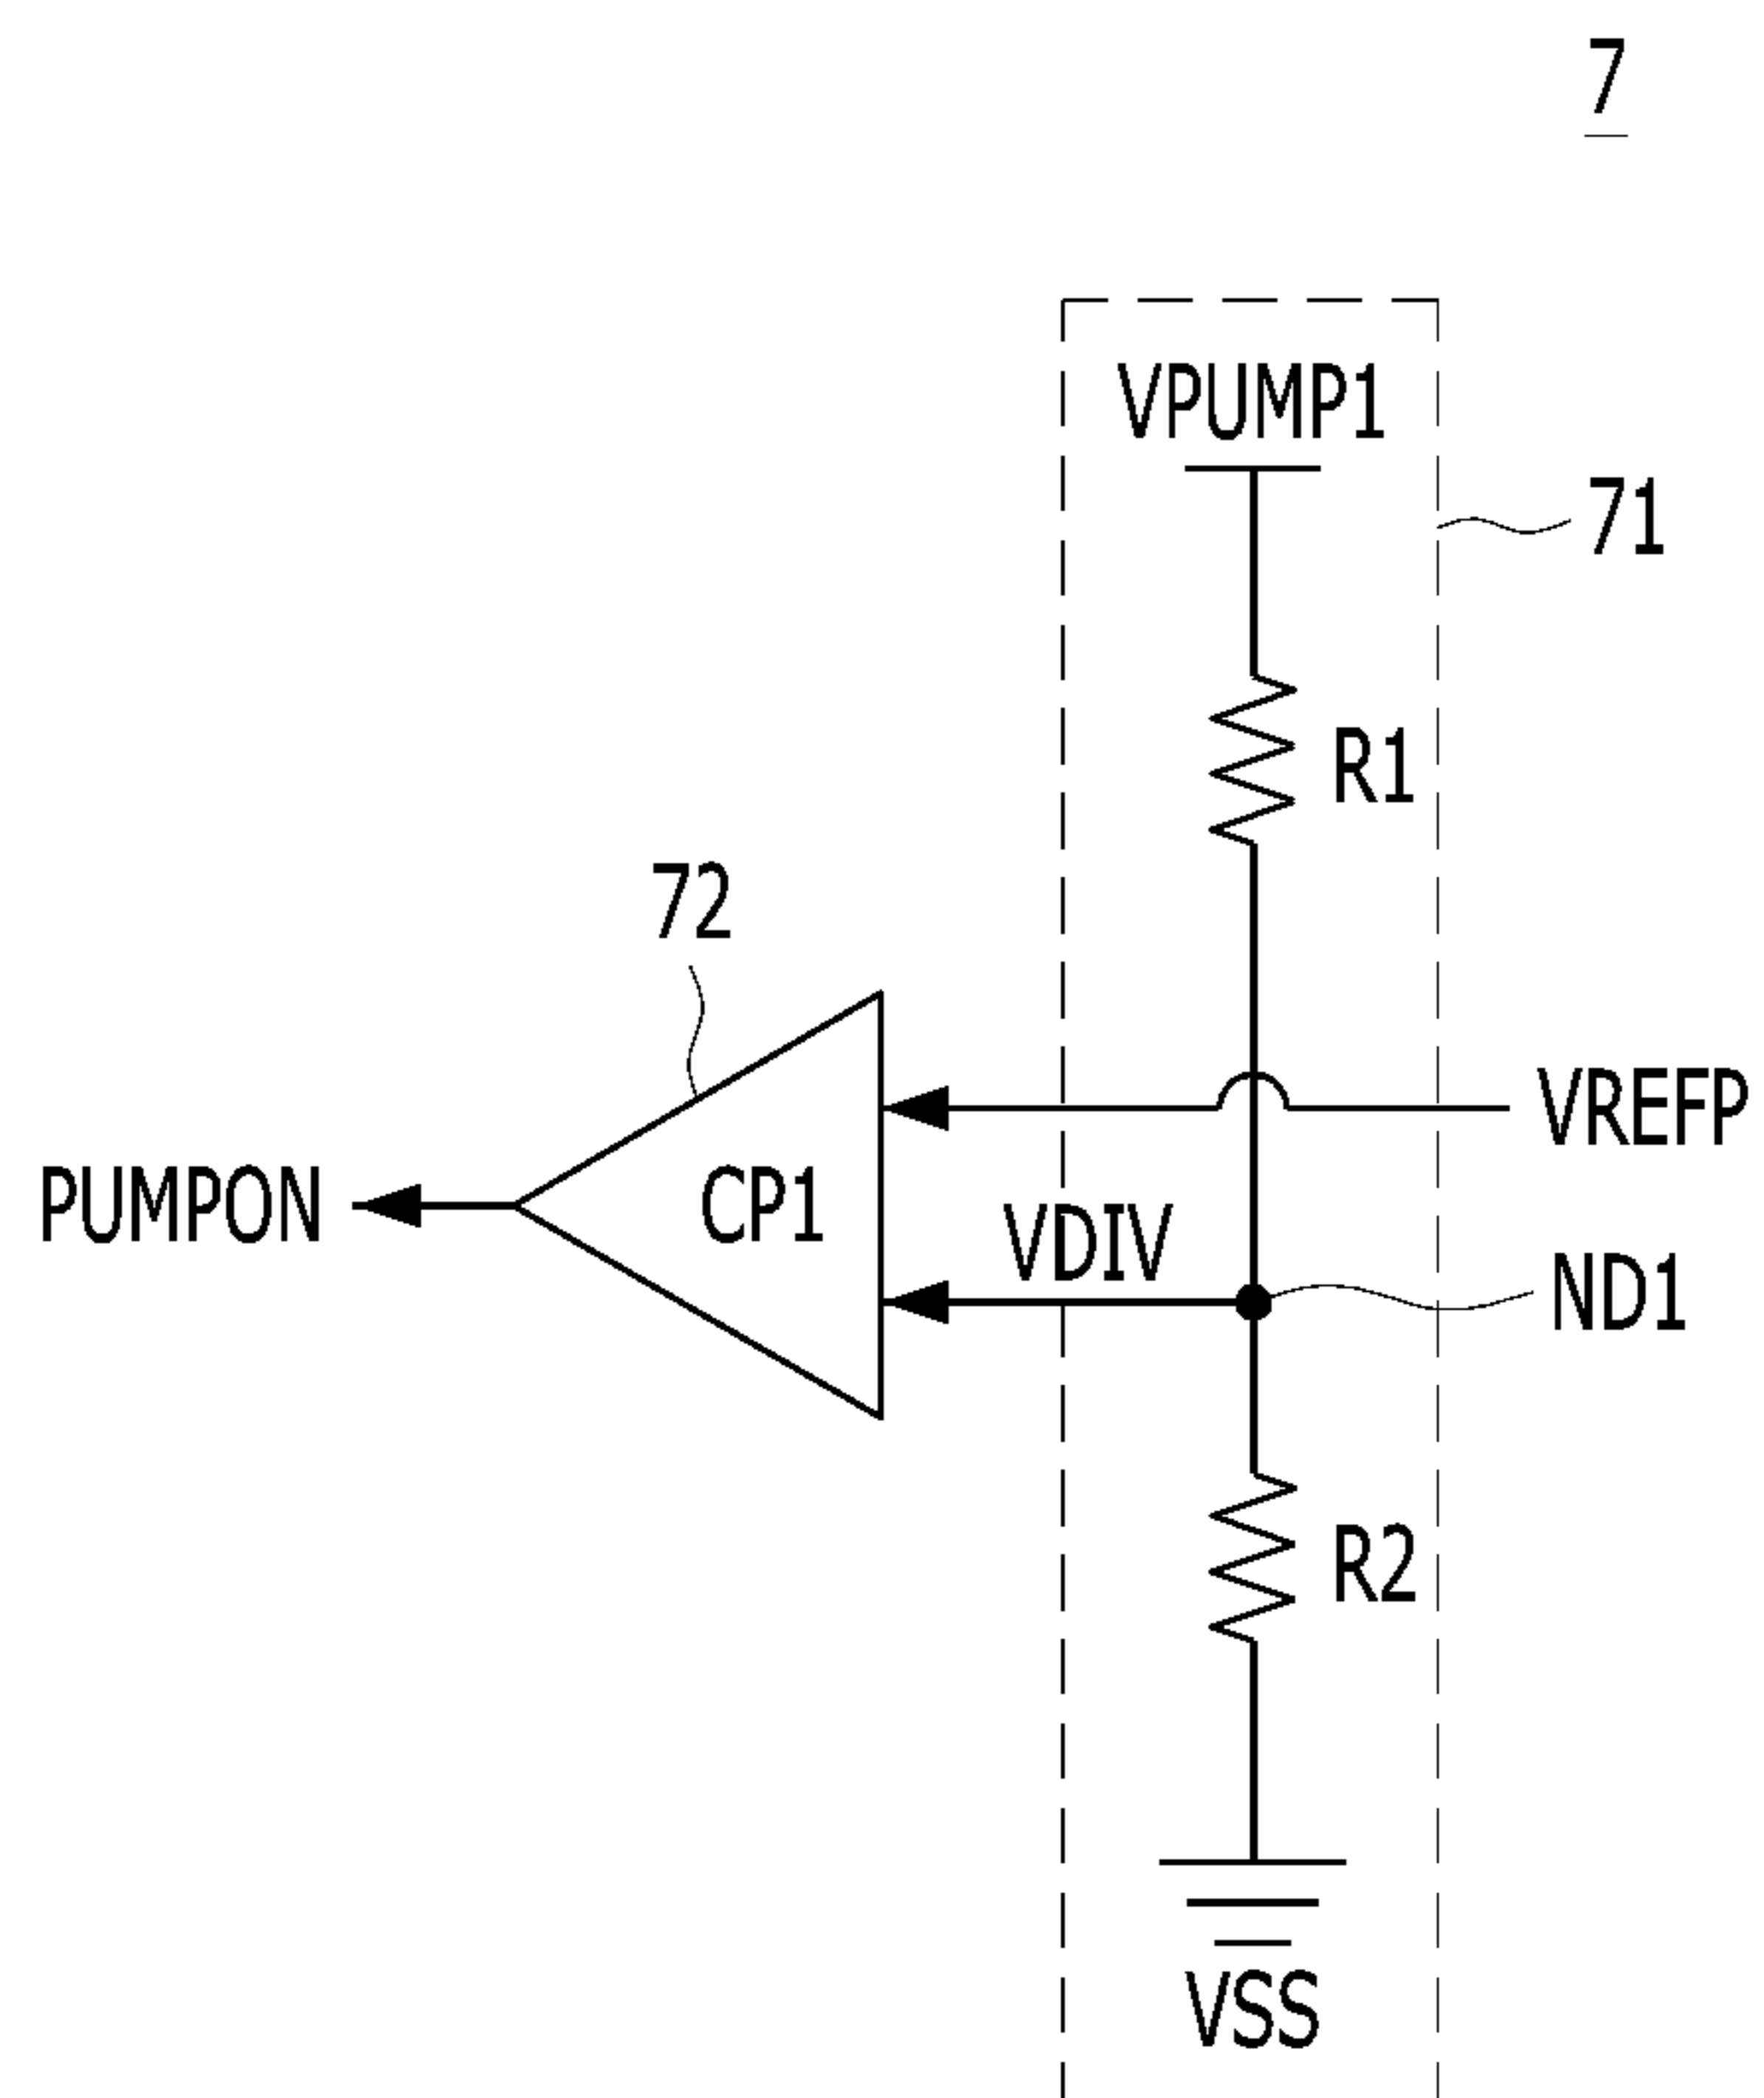 7
VPUMP1
71
R1
72
VREFP
PUMPON
CP1
VDIV
ND1
R2
VSS